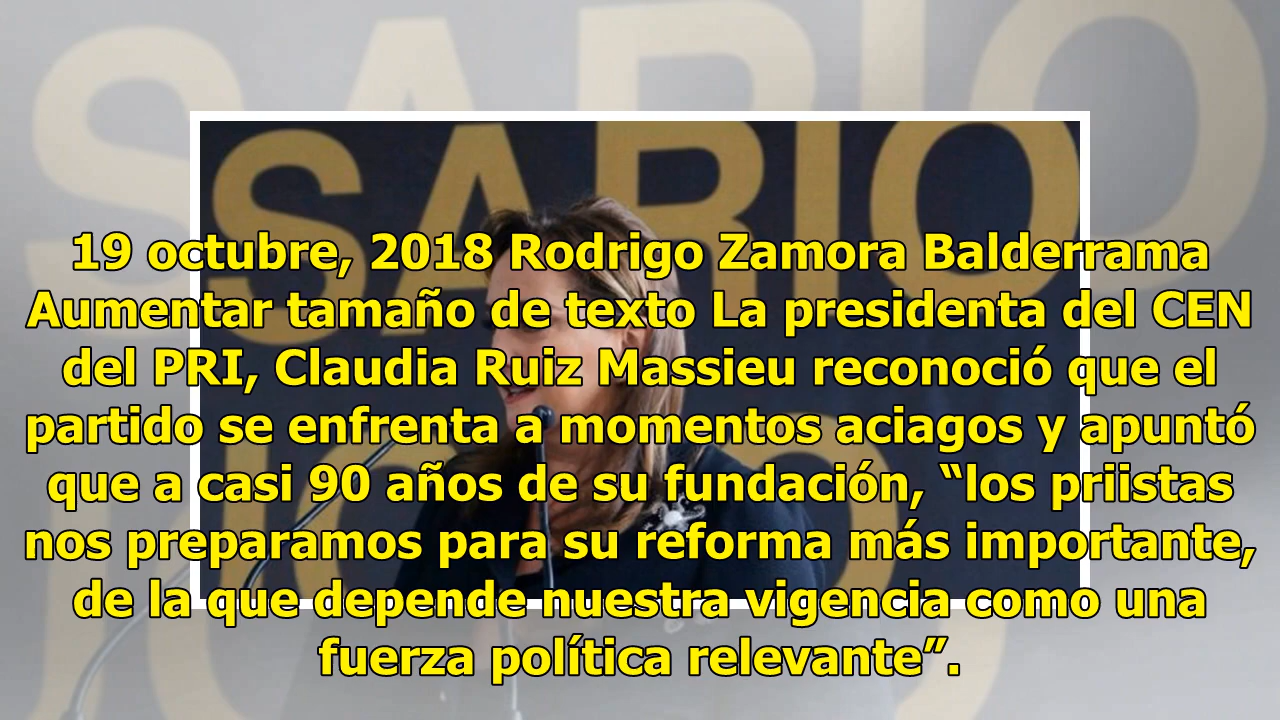 SARIO
19 octubre, 2018 Rodrigo Zamora Balderrama
Aumentar tamaño de texto La presidenta del CEN
del PRI, Claudia Ruiz Massieu reconoció que el
partido se enfrenta a momentos aciagos y apuntó
que a casi 90 años de su fundación, “los priistas
nos preparamos para su reforma más importante,
de la que depende nuestra vigencia como una
fuerza política relevante”.